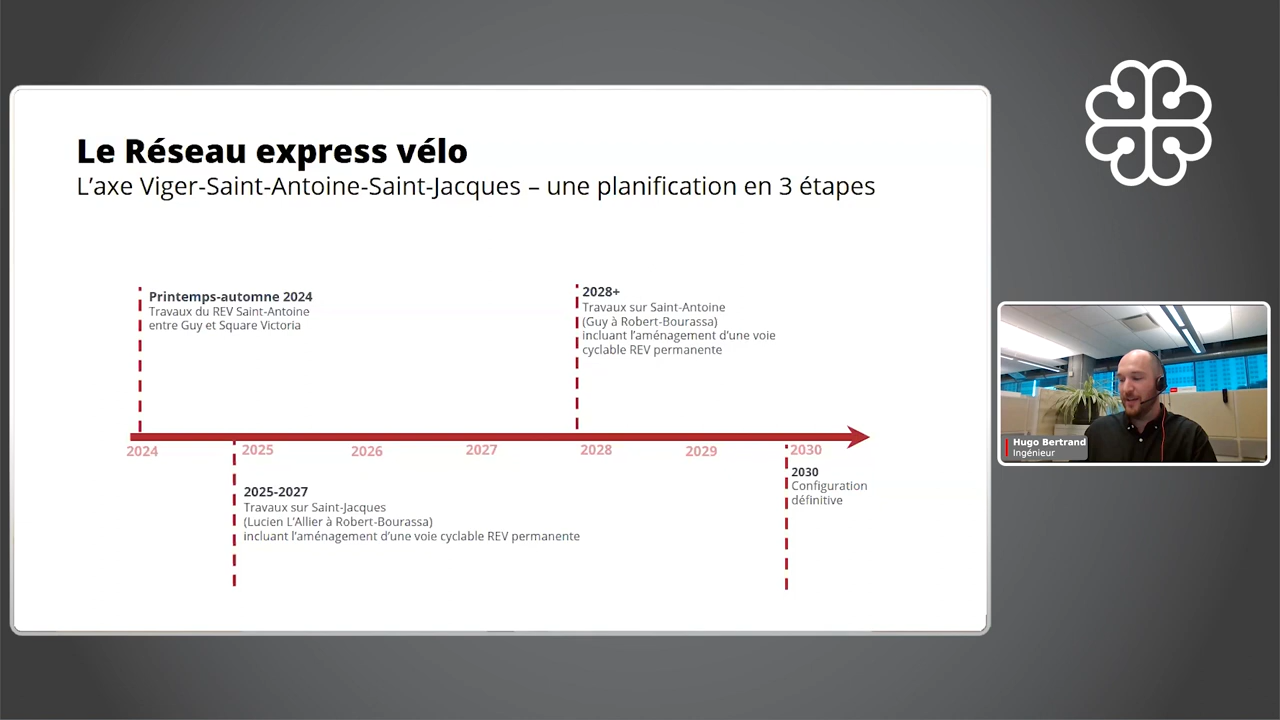 Le Réseau express vélo
L’axe Viger-Saint-Antoine-Saint-Jacques – une planification en 3 étapes
Printemps-automne 2024
Travaux du REV Saint-Antoine
entre Guy et Square Victoria
2028+
Travaux sur Saint-Antoine
(Guy à Robert-Bourassa)
incluant l’aménagement d’une voie
cyclable REV permanente
2024
2025
2026
2027
2028
2029
2030
2025-2027
Travaux sur Saint-Jacques
(Lucien L’Allier à Robert-Bourassa)
incluant l’aménagement d’une voie cyclable REV permanente
2030
Configuration
définitive
Hugo Bertrand
Ingénieur